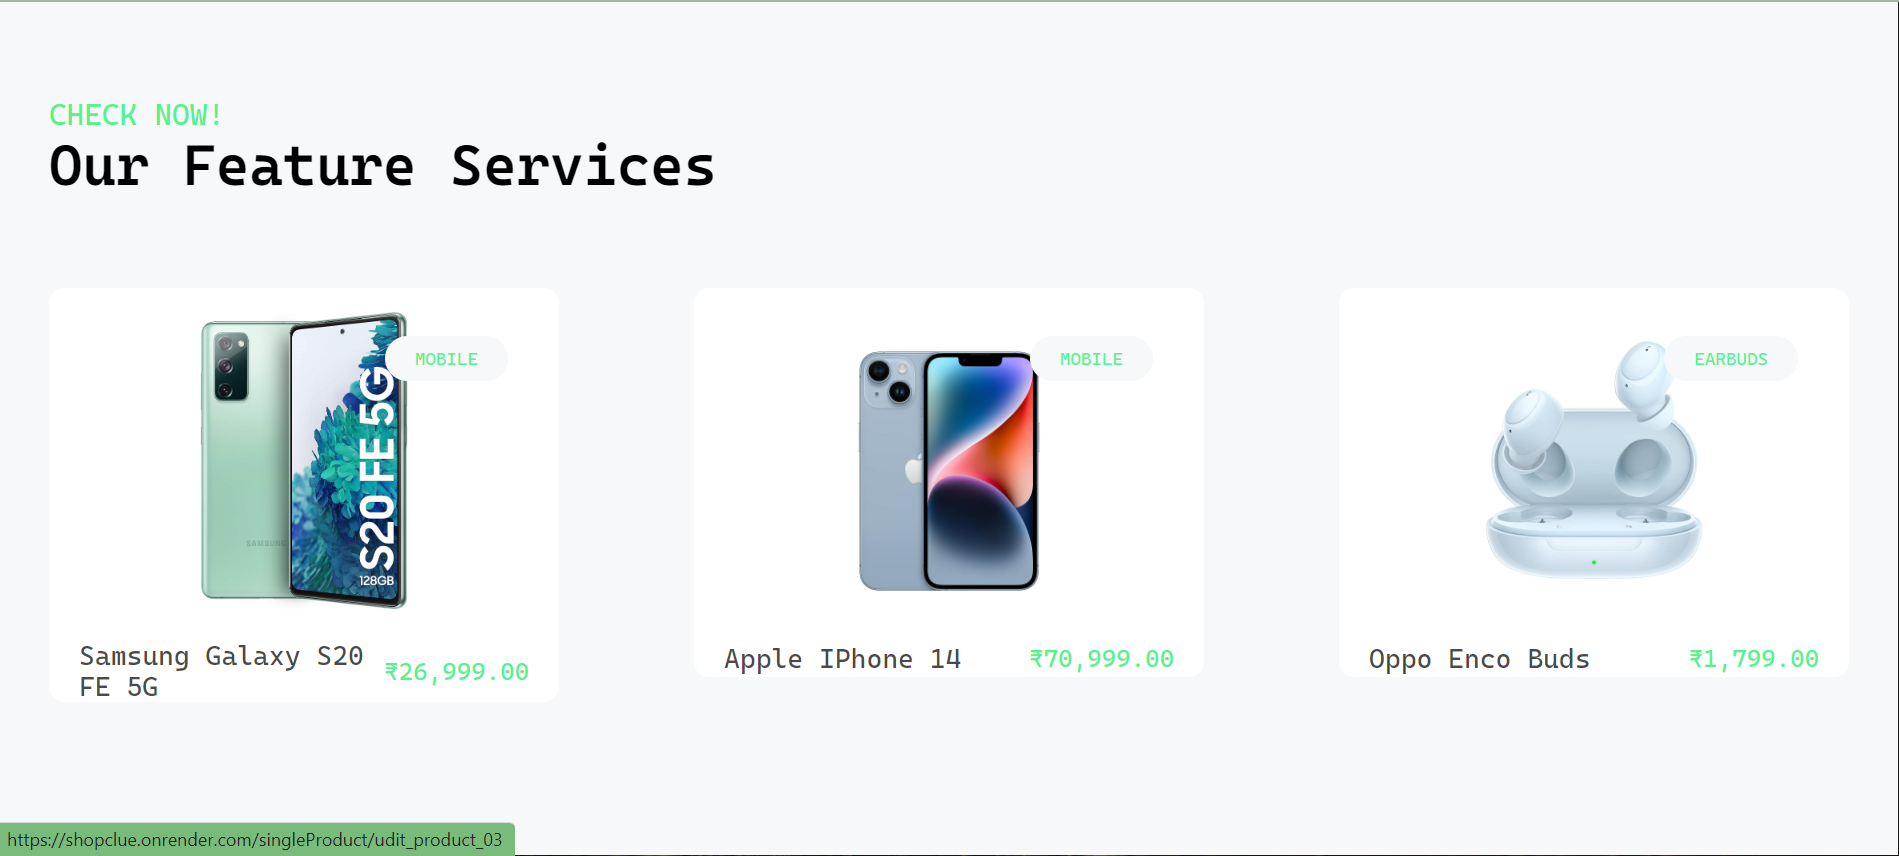 CHECK NOW!
Our Feature Services
MOBILE
S20 FE 5G
128GB
SAMSUNG
Samsung Galaxy S20
FE 5G
₹26,999.00
MOBILE
Apple IPhone 14
₹70,999.00
EARBUDS
Oppo Enco Buds
₹1,799.00
https://shopclue.onrender.com/singleProduct/udit_product_03